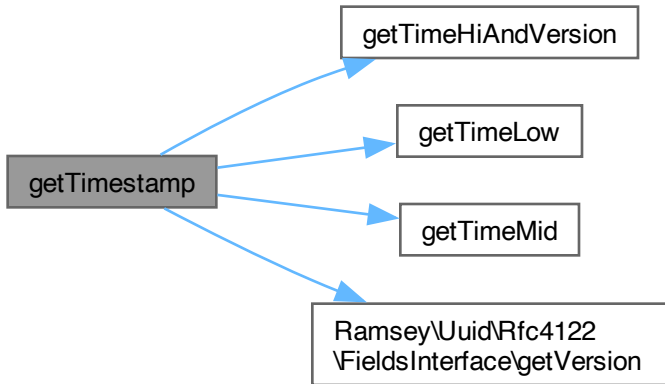 getTimeHiAndVersion
getTimeLow
getTimestamp
getTimeMid
Ramsey\Uuid\Rfc4122
\FieldsInterface\getVersion